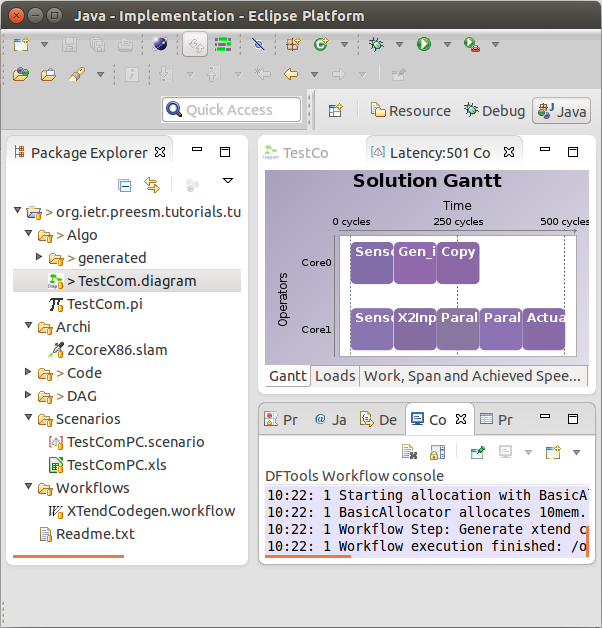 Java - Implementation - Eclipse Platform
Quick Access
Resource
Debug
Java
Package Explorer
> org.ietr.preesm.tutorials.tu
> Algo
> generated
> TestCom.diagram
TestCom.pi
Archi
2CoreX86.slam
> Code
> DAG
Scenarios
TestComPC.scenario
TestComPC.xls
Workflows
XTendCodegen.workflow
Readme.txt
TestCo
Latency:501 Co
Solution Gantt
Time
0 cycles 250 cycles 500 cycles
Operators
Core0
Sens Gen_i Copy
Core1
Sens X2Inp Paral Paral Actua
Gantt Loads Work, Span and Achieved Spee...
Pr @ Ja De Co Pr
DFTools Workflow console
10:22: 1 Starting allocation with BasicAl
10:22: 1 BasicAllocator allocates 10mem.
10:22: 1 Workflow Step: Generate xtend c
10:22: 1 Workflow execution finished: /o